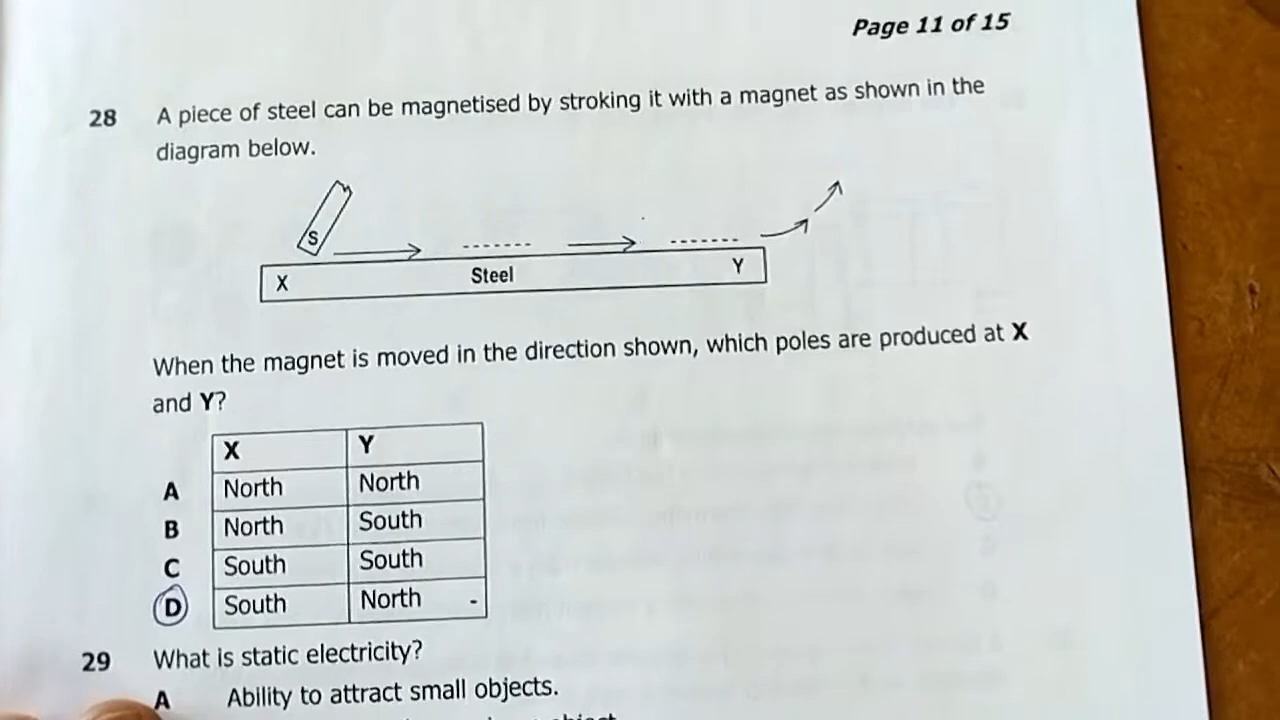 Page 11 of 15
28 A piece of steel can be magnetised by stroking it with a magnet as shown in the
diagram below.
S
X Steel Y
When the magnet is moved in the direction shown, which poles are produced at X
and Y?
X Y
A North North
B North South
C South South
D South North -
29 What is static electricity?
A Ability to attract small objects.